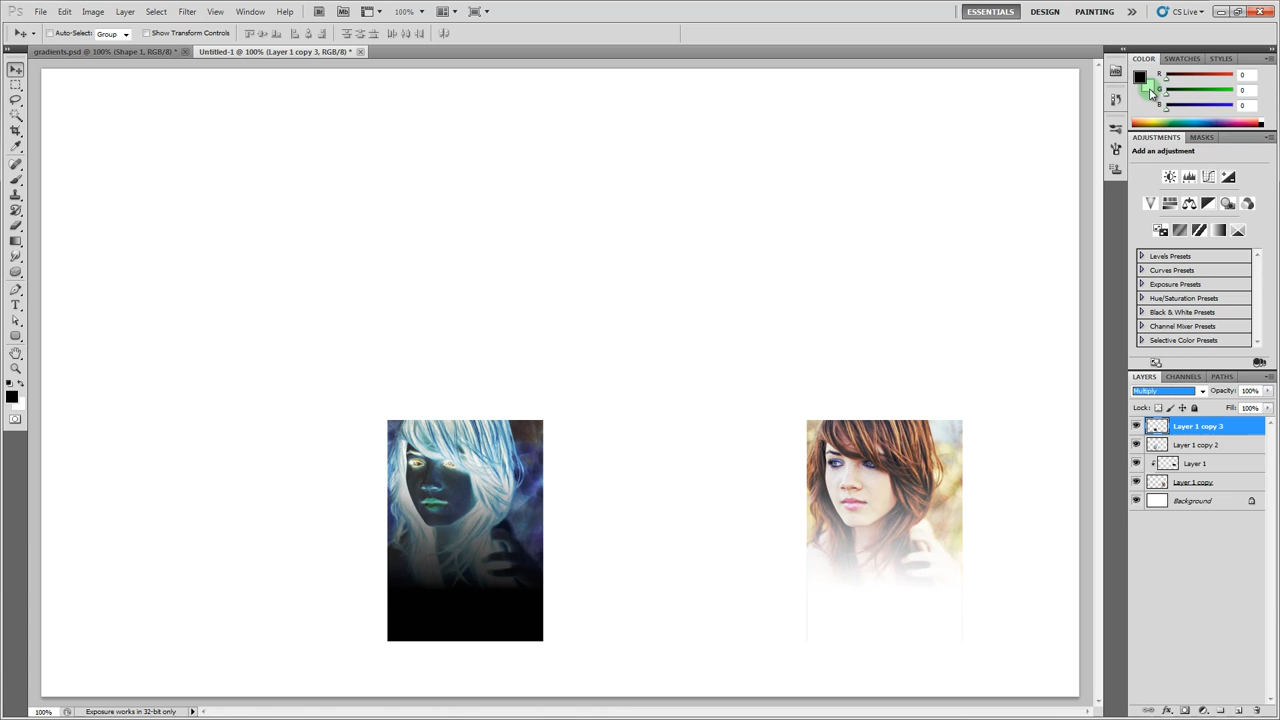 Ps File Edit Image Layer Select Filter Analysis 3D View Window Help Br Mb 100% ESSENTIALS DESIGN PAINTING CS Live
Auto-Select: Group Show Transform Controls
gradients.psd @ 100% (Shape 1, RGB/8) * Untitled-1 @ 100% (Layer 1 copy 3, RGB/8) *
COLOR SWATCHES STYLES
R 0
G 0
B 0
ADJUSTMENTS MASKS
Add an adjustment
Levels Presets
Curves Presets
Exposure Presets
Hue/Saturation Presets
Black & White Presets
Channel Mixer Presets
Selective Color Presets
LAYERS CHANNELS PATHS
Multiply Opacity: 100%
Lock: Fill: 100%
Layer 1 copy 3
Layer 1 copy 2
Layer 1
Layer 1 copy
Background
100% Exposure works in 32-bit only